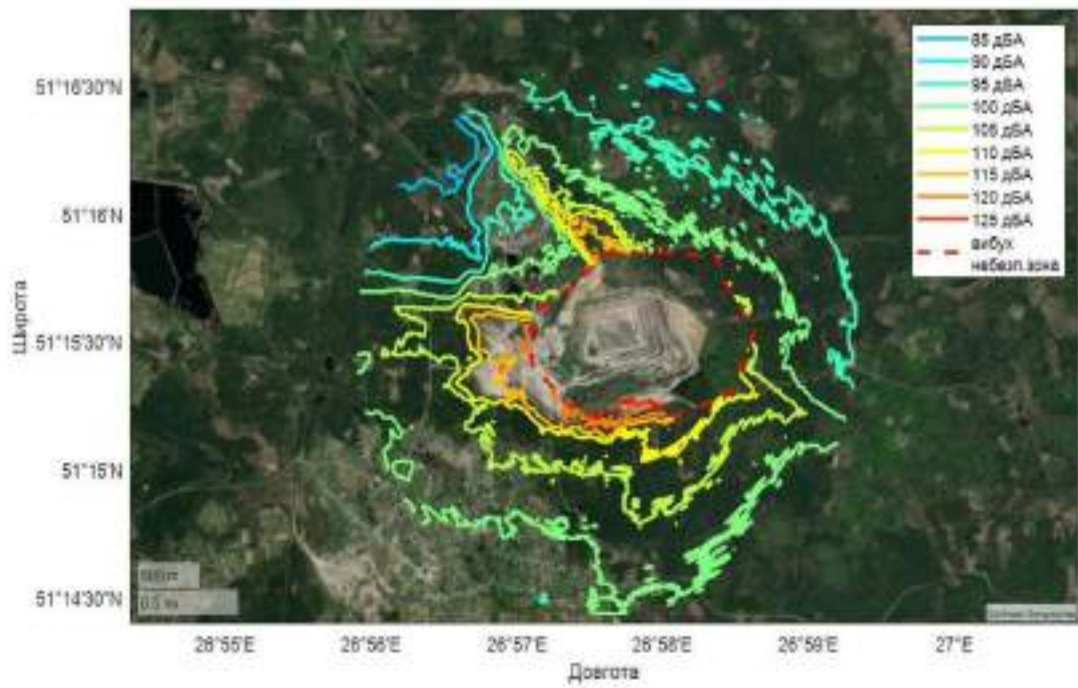 85 дБА
90 дБА
95 дБА
100 дБА
105 дБА
110 дБА
115 дБА
120 дБА
125 дБА
вибух
небезп.зона
51°16'30"N
51°16'N
51°15'30"N
51°15'N
51°14'30"N
Широта
26°55'E
26°56'E
26°57'E
26°58'E
26°59'E
27°E
Довгота